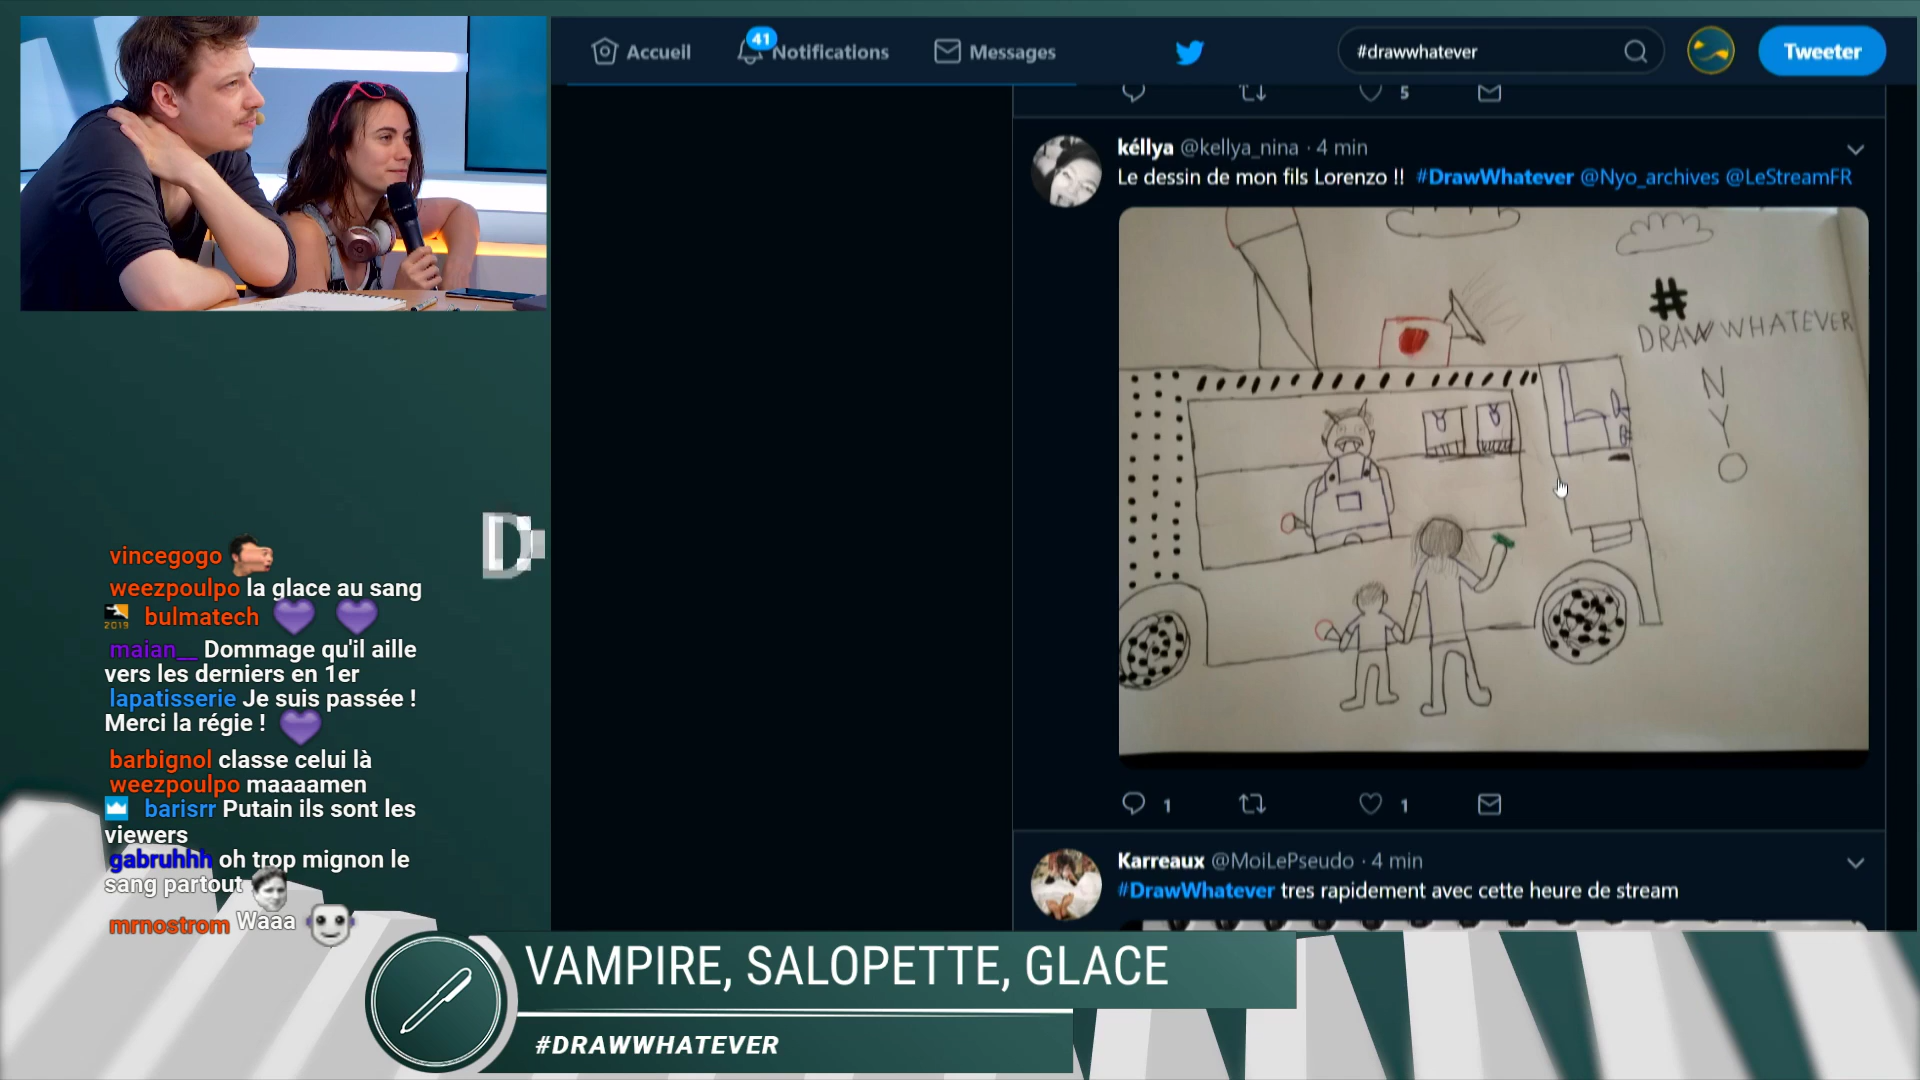 Accueil
41
Notifications
Messages
#drawwhatever
Tweeter
5
kéllya @kellya_nina · 4 min
Le dessin de mon fils Lorenzo !! #DrawWhatever @Nyo_archives @LeStreamFR
#
DRAWWHATEVER
N
Y
O
1
1
Karreaux @MoiLePseudo · 4 min
#DrawWhatever tres rapidement avec cette heure de stream
D
vincegogo
weezpoulpo la glace au sang
2019 bulmatech
maian__ Dommage qu'il aille
vers les derniers en 1er
lapatisserie Je suis passée !
Merci la régie !
barbignol classe celui là
weezpoulpo maaaamen
barisrr Putain ils sont les
viewers
gabruhhh oh trop mignon le
sang partout
mrnostrom Waaa
VAMPIRE, SALOPETTE, GLACE
#DRAWWHATEVER